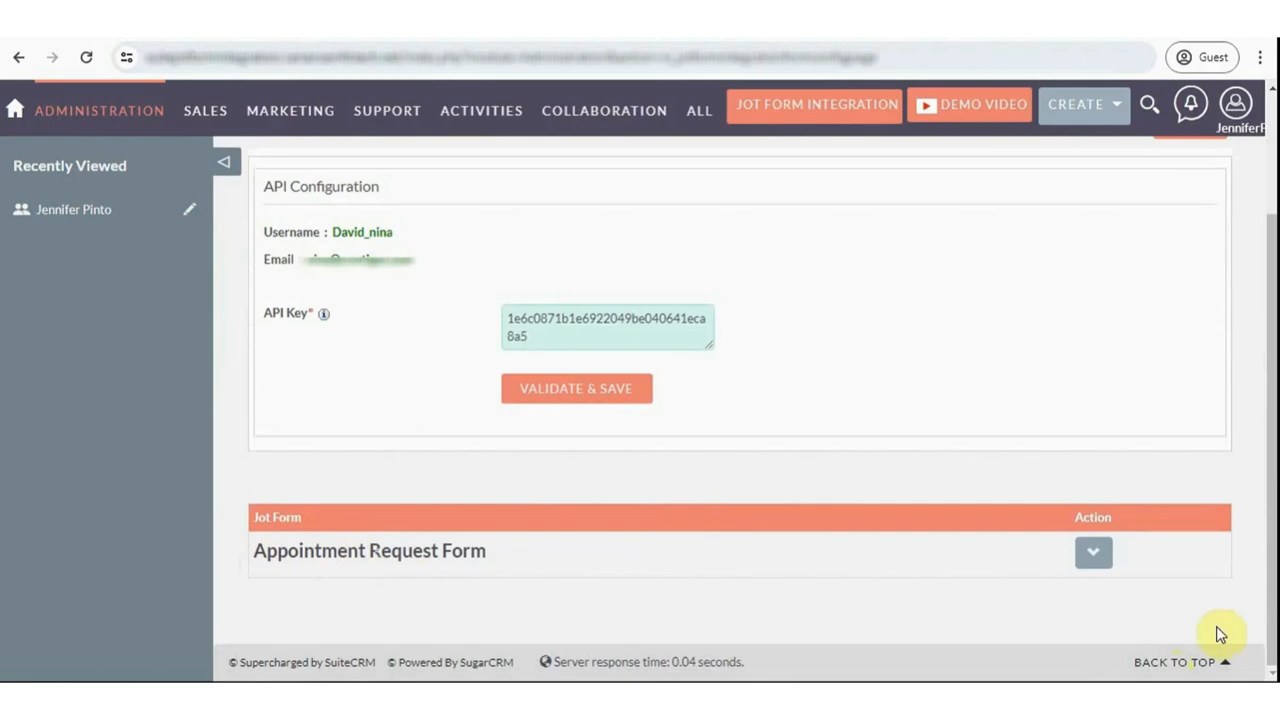 Guest
ADMINISTRATION SALES MARKETING SUPPORT ACTIVITIES COLLABORATION ALL JOT FORM INTEGRATION DEMO VIDEO CREATE
JenniferP
Recently Viewed
Jennifer Pinto
API Configuration
Username : David_nina
Email
API Key*
1e6c0871b1e6922049be040641eca
8a5
VALIDATE & SAVE
Jot Form Action
Appointment Request Form
© Supercharged by SuiteCRM © Powered By SugarCRM Server response time: 0.04 seconds. BACK TO TOP